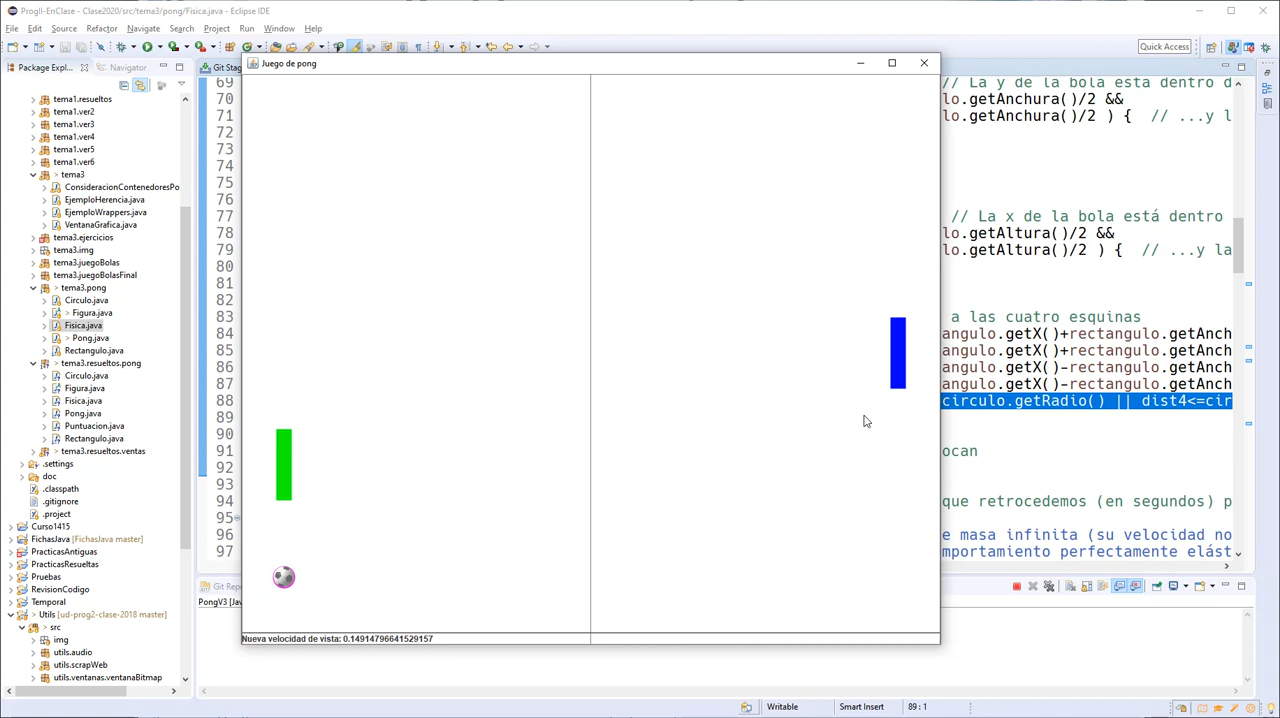 ProgII-EnClase - Clase2020/src/tema3/pong/Fisica.java - Eclipse IDE
File Edit Source Refactor Navigate Search Project Run Window Help
Quick Access
Package Expl...
Navigator
Git Stag
Juego de pong
tema1.resueltos
tema1.ver2
tema1.ver3
tema1.ver4
tema1.ver5
tema1.ver6
> tema3
ConsideracionContenedoresPo
EjemploHerencia.java
EjemploWrappers.java
VentanaGrafica.java
tema3.ejercicios
tema3.img
tema3.juegoBolas
tema3.juegoBolasFinal
> tema3.pong
Circulo.java
> Figura.java
Fisica.java
> Pong.java
Rectangulo.java
> tema3.resueltos.pong
Circulo.java
Figura.java
Fisica.java
Pong.java
Puntuacion.java
Rectangulo.java
> tema3.resueltos.ventas
.settings
doc
.classpath
.gitignore
.project
Curso1415
FichasJava [FichasJava master]
PracticasAntiguas
PracticasResueltas
Pruebas
RevisionCodigo
Temporal
Utils [ud-prog2-clase-2018 master]
src
img
utils.audio
utils.scrapWeb
utils.ventanas.ventanaBitmap
69
70
71
72
73
74
75
76
77
78
79
80
81
82
83
84
85
86
87
88
89
90
91
92
93
94
95
96
97
// La y de la bola esta dentro d
lo.getAnchura()/2 &&
lo.getAnchura()/2 ) { // ...y l
// La x de la bola está dentro
lo.getAltura()/2 &&
lo.getAltura()/2 ) { // ...y la
a las cuatro esquinas
angulo.getX()+rectangulo.getAnch
angulo.getX()+rectangulo.getAnch
angulo.getX()-rectangulo.getAnch
angulo.getX()-rectangulo.getAnch
circulo.getRadio() || dist4<=cir
ocan
que retrocedemos (en segundos) p
e masa infinita (su velocidad no
mportamiento perfectamente elást
Git Repo
PongV3 [Jav
Nueva velocidad de vista: 0.14914796641529157
Writable
Smart Insert
89 : 1